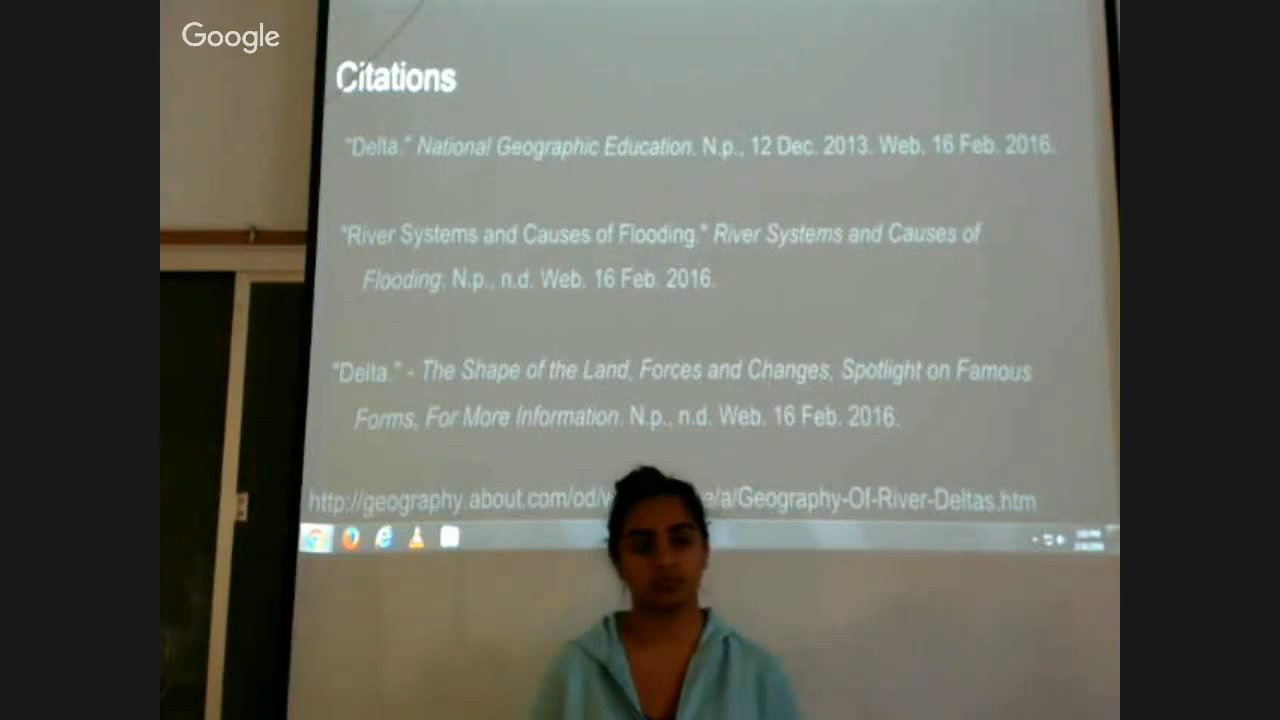 Google
Citations
"Delta." National Geographic Education. N.p., 12 Dec. 2013. Web. 16 Feb. 2016.
"River Systems and Causes of Flooding." River Systems and Causes of
Flooding. N.p., n.d. Web. 16 Feb. 2016.
"Delta." - The Shape of the Land, Forces and Changes, Spotlight on Famous
Forms, For More Information. N.p., n.d. Web. 16 Feb. 2016.
http://geography.about.com/od/ e/a/Geography-Of-River-Deltas.htm